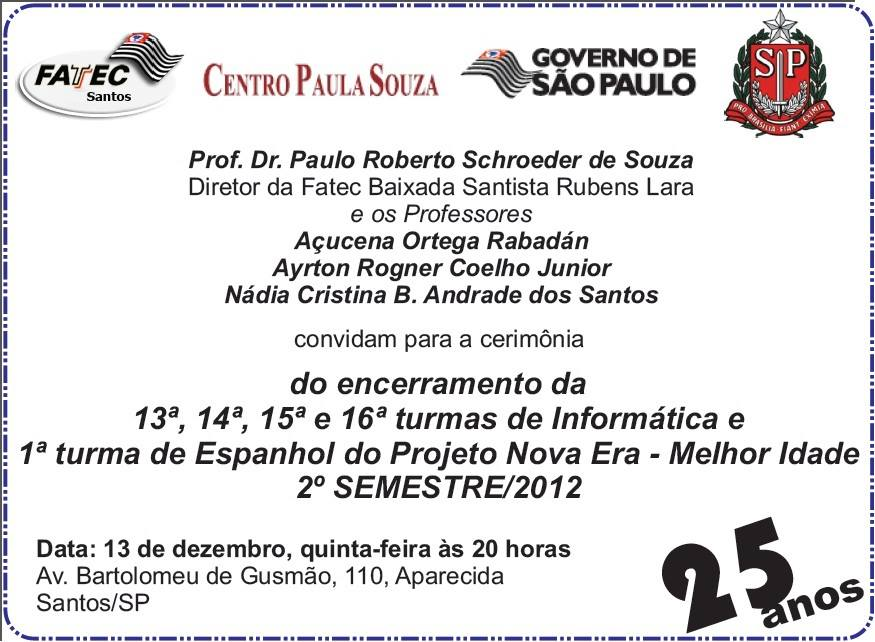 FATEC
Santos
CENTRO PAULA SOUZA
GOVERNO DE
SÃO PAULO
SP
PRO BRASILIA FIANT EXIMIA
Prof. Dr. Paulo Roberto Schroeder de Souza
Diretor da Fatec Baixada Santista Rubens Lara
e os Professores
Açucena Ortega Rabadán
Ayrton Rogner Coelho Junior
Nádia Cristina B. Andrade dos Santos
convidam para a cerimônia
do encerramento da
13ª, 14ª, 15ª e 16ª turmas de Informática e
1ª turma de Espanhol do Projeto Nova Era - Melhor Idade
2º SEMESTRE/2012
Data: 13 de dezembro, quinta-feira às 20 horas
Av. Bartolomeu de Gusmão, 110, Aparecida
Santos/SP
25
anos